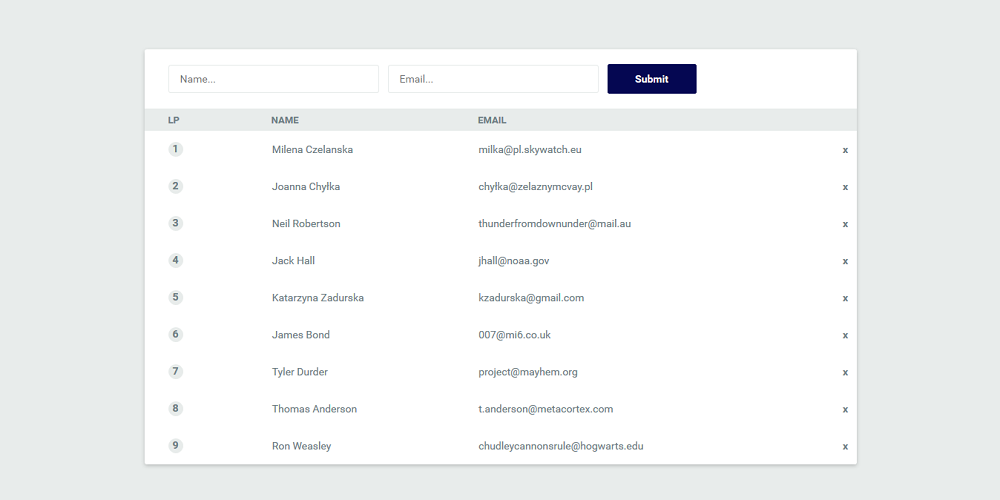 Name... Email... Submit
LP NAME EMAIL
1 Milena Czelanska milka@pl.skywatch.eu x
2 Joanna Chyłka chyłka@zelaznymcvay.pl x
3 Neil Robertson thunderfromdownunder@mail.au x
4 Jack Hall jhall@noaa.gov x
5 Katarzyna Zadurska kzadurska@gmail.com x
6 James Bond 007@mi6.co.uk x
7 Tyler Durder project@mayhem.org x
8 Thomas Anderson t.anderson@metacortex.com x
9 Ron Weasley chudleycannonsrule@hogwarts.edu x